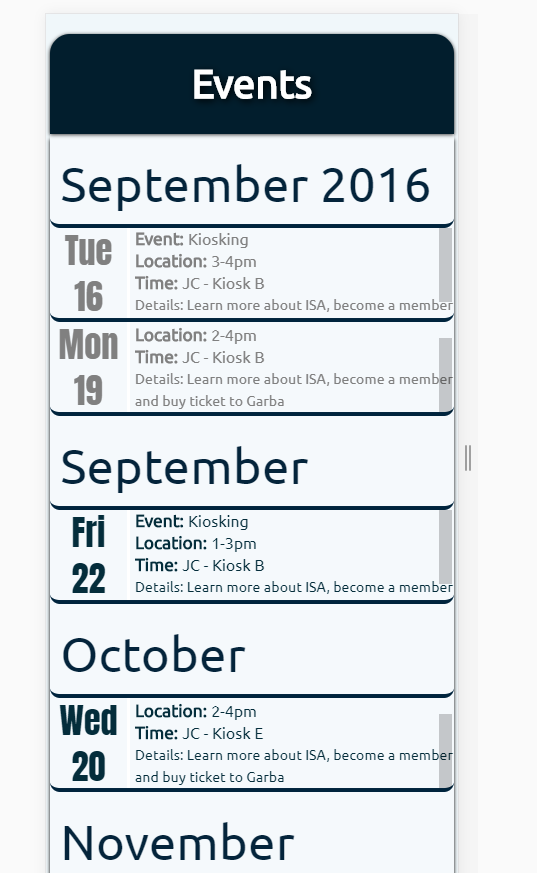 Events
September 2016
Tue
16
Event: Kiosking
Location: 3-4pm
Time: JC - Kiosk B
Details: Learn more about ISA, become a member
Mon
19
Location: 2-4pm
Time: JC - Kiosk B
Details: Learn more about ISA, become a member
and buy ticket to Garba
September
Fri
22
Event: Kiosking
Location: 1-3pm
Time: JC - Kiosk B
Details: Learn more about ISA, become a member
October
Wed
20
Location: 2-4pm
Time: JC - Kiosk E
Details: Learn more about ISA, become a member
and buy ticket to Garba
November